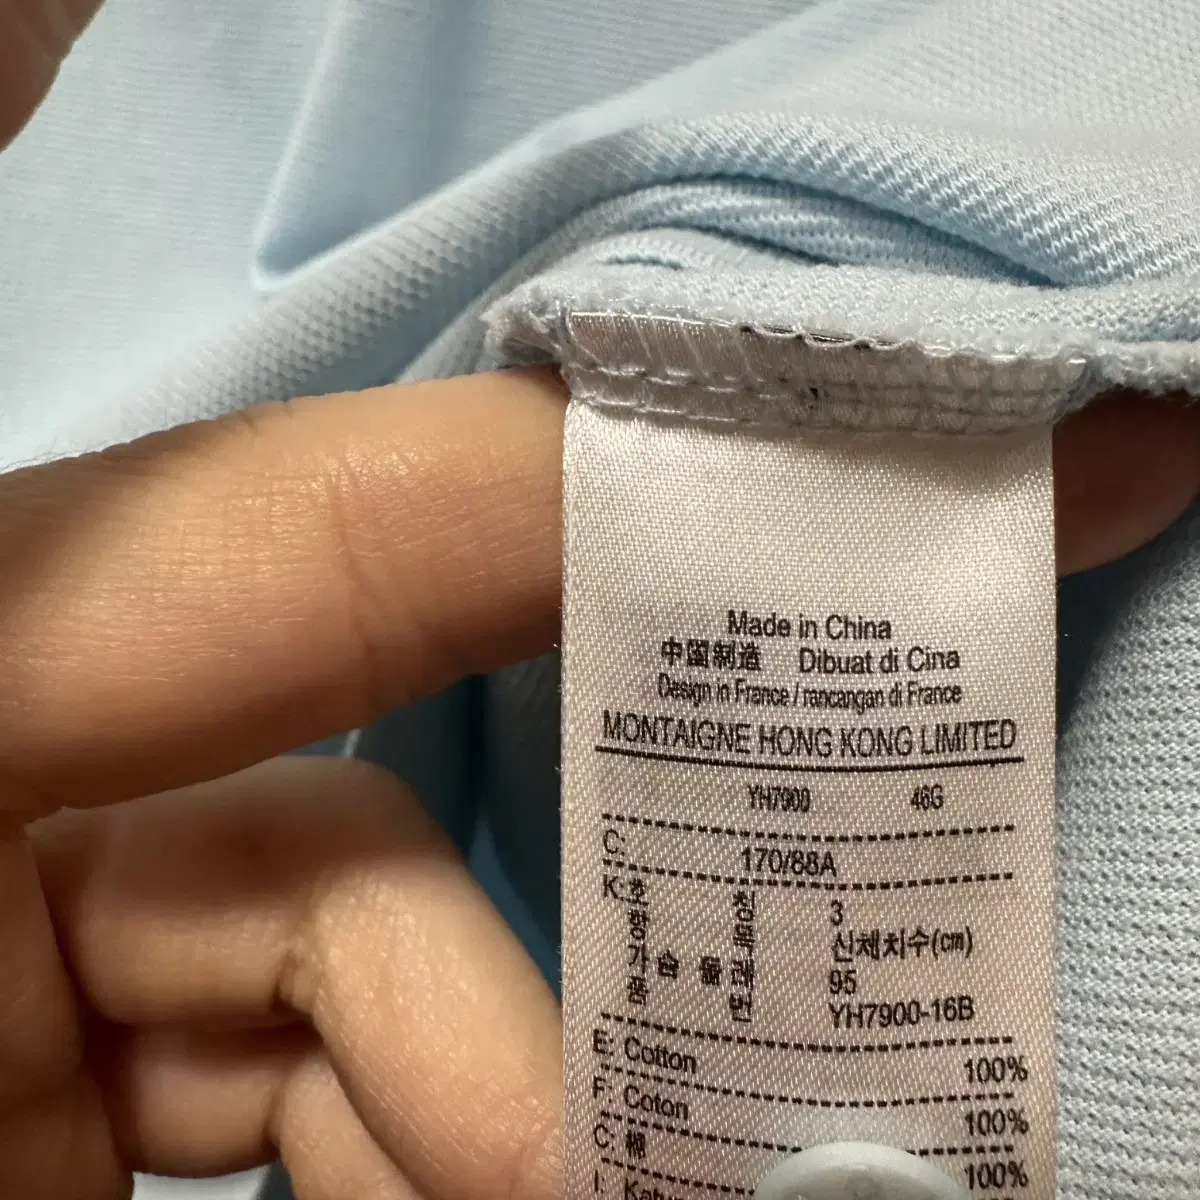 Made in China
中国制造 Dibuat di Cina
Design in France / rancangan di France
MONTAIGNE HONG KONG LIMITED
YH7900 46G
C: 170/88A
K: 호 칭 3
항 목 신체치수(cm)
가 슴 둘 레 95
품 번 YH7900-16B
E: Cotton 100%
F: Coton 100%
C: 棉 100%
I: